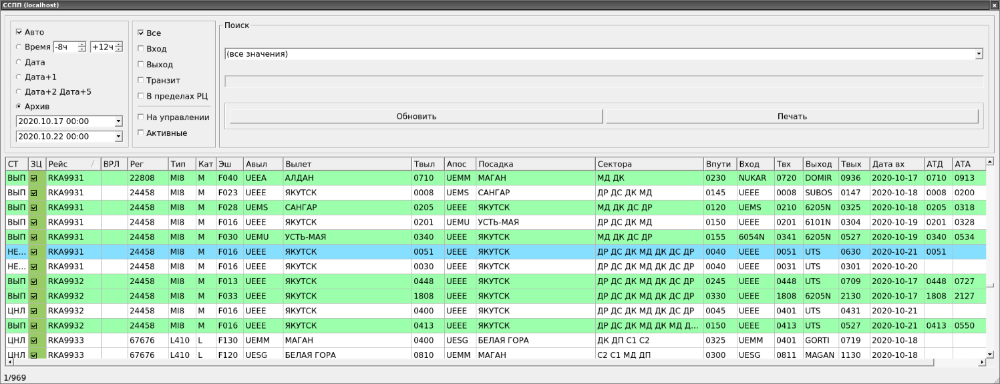 ССПП (localhost)
Авто
Время -8ч +12ч
Дата
Дата+1
Дата+2 Дата+5
Архив
2020.10.17 00:00
2020.10.22 00:00
Все
Вход
Выход
Транзит
В пределах РЦ
На управлении
Активные
Поиск
(все значения)
Обновить Печать
СТ ЗЦ Рейс ВРЛ Рег Тип Кат Эш Авыл Вылет Твыл Апос Посадка Сектора Впути Вход Твх Выход Твых Дата вх АТД АТА
ВЫП RKA9931 22808 MI8 M F040 UEEA АЛДАН 0710 UEMM МАГАН МД ДК 0230 NUKAR 0720 DOMIR 0936 2020-10-17 0710 0913
ВЫП RKA9931 24458 MI8 M F023 UEEE ЯКУТСК 0008 UEMS САНГАР ДР ДС ДК МД 0145 UEEE 0008 SUBOS 0147 2020-10-18 0008 0200
ВЫП RKA9931 24458 MI8 M F028 UEMS САНГАР 0205 UEEE ЯКУТСК МД ДК ДС ДР 0120 UEMS 0210 6205N 0325 2020-10-18 0205 0318
ВЫП RKA9931 24458 MI8 M F016 UEEE ЯКУТСК 0201 UEMU УСТЬ-МАЯ ДР ДС ДК МД 0150 UEEE 0201 6101N 0304 2020-10-19 0201 0328
ВЫП RKA9931 24458 MI8 M F030 UEMU УСТЬ-МАЯ 0340 UEEE ЯКУТСК МД ДК ДС ДР 0155 6054N 0341 6205N 0527 2020-10-19 0340 0534
НЕ... RKA9931 24458 MI8 M F016 UEEE ЯКУТСК 0051 UEEE ЯКУТСК ДР ДС ДК МД ДК ДС ДР 0040 UEEE 0051 UTS 0630 2020-10-21 0051
НЕ... RKA9931 24458 MI8 M F016 UEEE ЯКУТСК 0030 UEEE ЯКУТСК ДР ДС ДК МД ДК ДС ДР 0040 UEEE 0031 UTS 0301 2020-10-20
ВЫП RKA9932 24458 MI8 M F013 UEEE ЯКУТСК 0448 UEEE ЯКУТСК ДР ДС ДК МД ДК ДС ДР 0245 UEEE 0448 UTS 0709 2020-10-17 0448 0727
ВЫП RKA9932 24458 MI8 M F033 UEEE ЯКУТСК 1808 UEEE ЯКУТСК ДР ДС ДК МД ДК ДС ДР 0330 UEEE 1808 6205N 2130 2020-10-17 1808 2127
ЦНЛ RKA9932 24458 MI8 M F016 UEEE ЯКУТСК 0400 UEEE ЯКУТСК ДР ДС ДК МД ДК ДС ДР 0045 UEEE 0401 UTS 0431 2020-10-21
ВЫП RKA9932 24458 MI8 M F016 UEEE ЯКУТСК 0413 UEEE ЯКУТСК ДР ДС ДК МД ДК МД Д... 0150 UEEE 0413 UTS 0527 2020-10-21 0413 0550
ЦНЛ RKA9933 67676 L410 L F130 UEMM МАГАН 0400 UESG БЕЛАЯ ГОРА ДК ДП С1 С2 0325 UEMM 0401 GORTI 0719 2020-10-18
ЦНЛ RKA9933 67676 L410 L F120 UESG БЕЛАЯ ГОРА 0810 UEMM МАГАН С2 С1 МД ДП 0300 UESG 0811 MAGAN 1130 2020-10-18
1/969